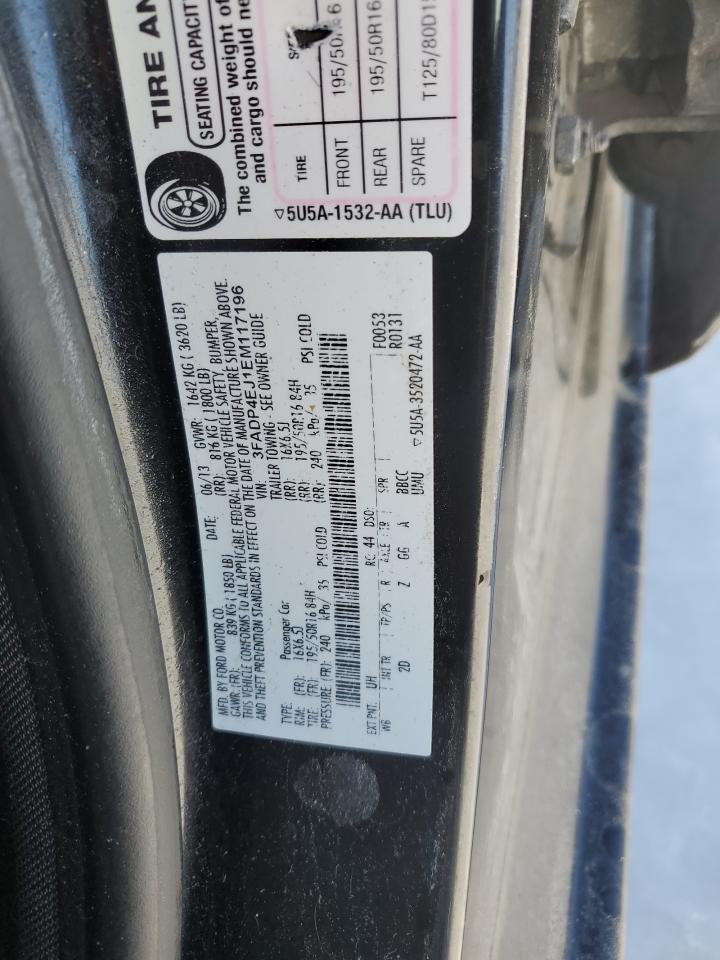 TIRE AN
SEATING CAPACITY
The combined weight of
and cargo should ne
TIRE
FRONT 195/50R16
REAR 195/50R16
SPARE T125/80D15
5U5A-1532-AA (TLU)
MFD. BY FORD MOTOR CO.
DATE: 06/13 GVWR: 1642 KG ( 3620 LB)
GAWR: (FR): 839 KG ( 1850 LB) (RR): 816 KG ( 1800 LB)
THIS VEHICLE CONFORMS TO ALL APPLICABLE FEDERAL MOTOR VEHICLE SAFETY, BUMPER,
AND THEFT PREVENTION STANDARDS IN EFFECT ON THE DATE OF MANUFACTURE SHOWN ABOVE.
VIN: 3FADP4EJ1EM117196
TYPE: Passenger Car TRAILER TOWING - SEE OWNER GUIDE
RIM: (FR): 16X6.5J (RR): 16X6.5J
TIRE: (FR): 195/50R16 84H (RR): 195/50R16 84H
PRESSURE (FR): 240 kPa/ 35 PSI COLD (RR): 240 kPa/ 35 PSI COLD
F0053
EXT PNT: UH RC: 44 DSO: R0131
WB INT TR TP/PS R AXLE TR SPR
2D Z GG A BBCC
UMU
5U5A-3520472-AA